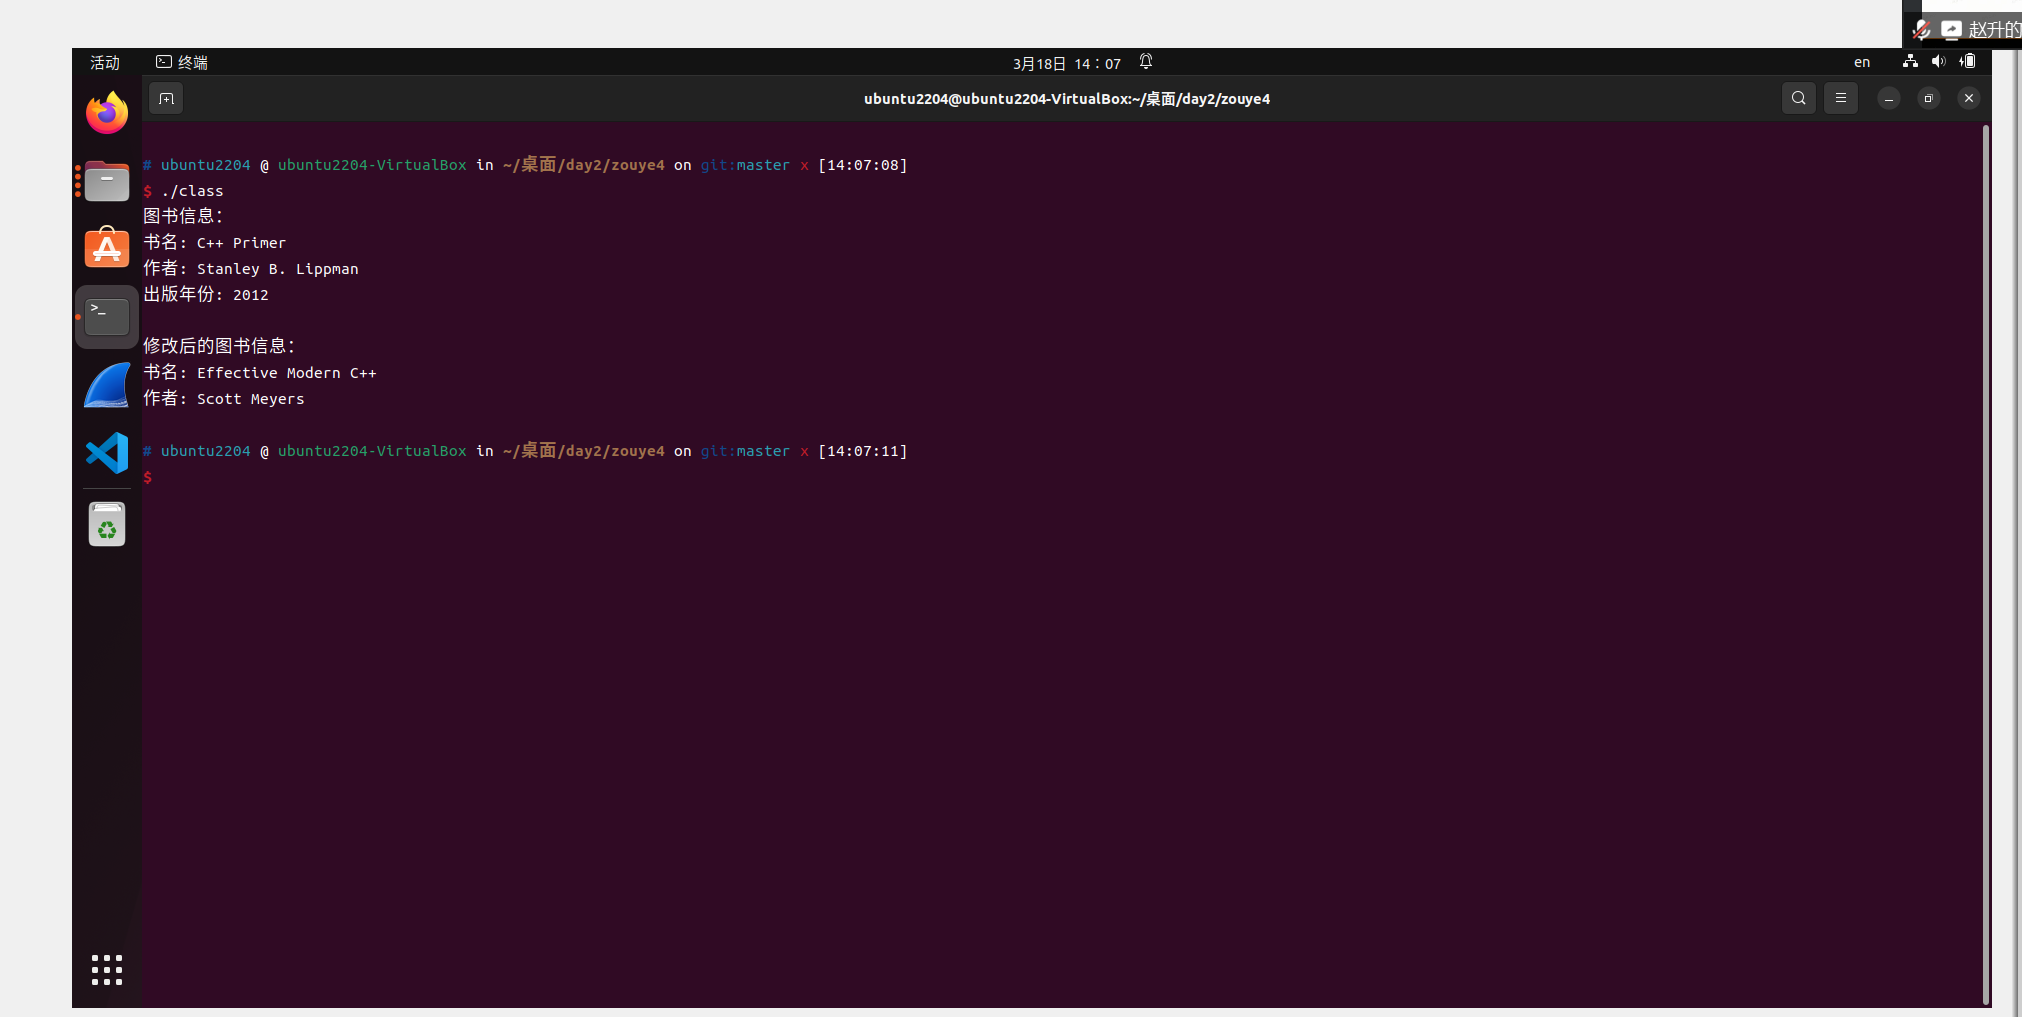 赵升的
活动 终端 3月18日 14：07 en
ubuntu2204@ubuntu2204-VirtualBox:~/桌面/day2/zouye4
# ubuntu2204 @ ubuntu2204-VirtualBox in ~/桌面/day2/zouye4 on git:master x [14:07:08]
$ ./class
图书信息：
书名: C++ Primer
作者: Stanley B. Lippman
出版年份: 2012
修改后的图书信息：
书名: Effective Modern C++
作者: Scott Meyers
# ubuntu2204 @ ubuntu2204-VirtualBox in ~/桌面/day2/zouye4 on git:master x [14:07:11]
$